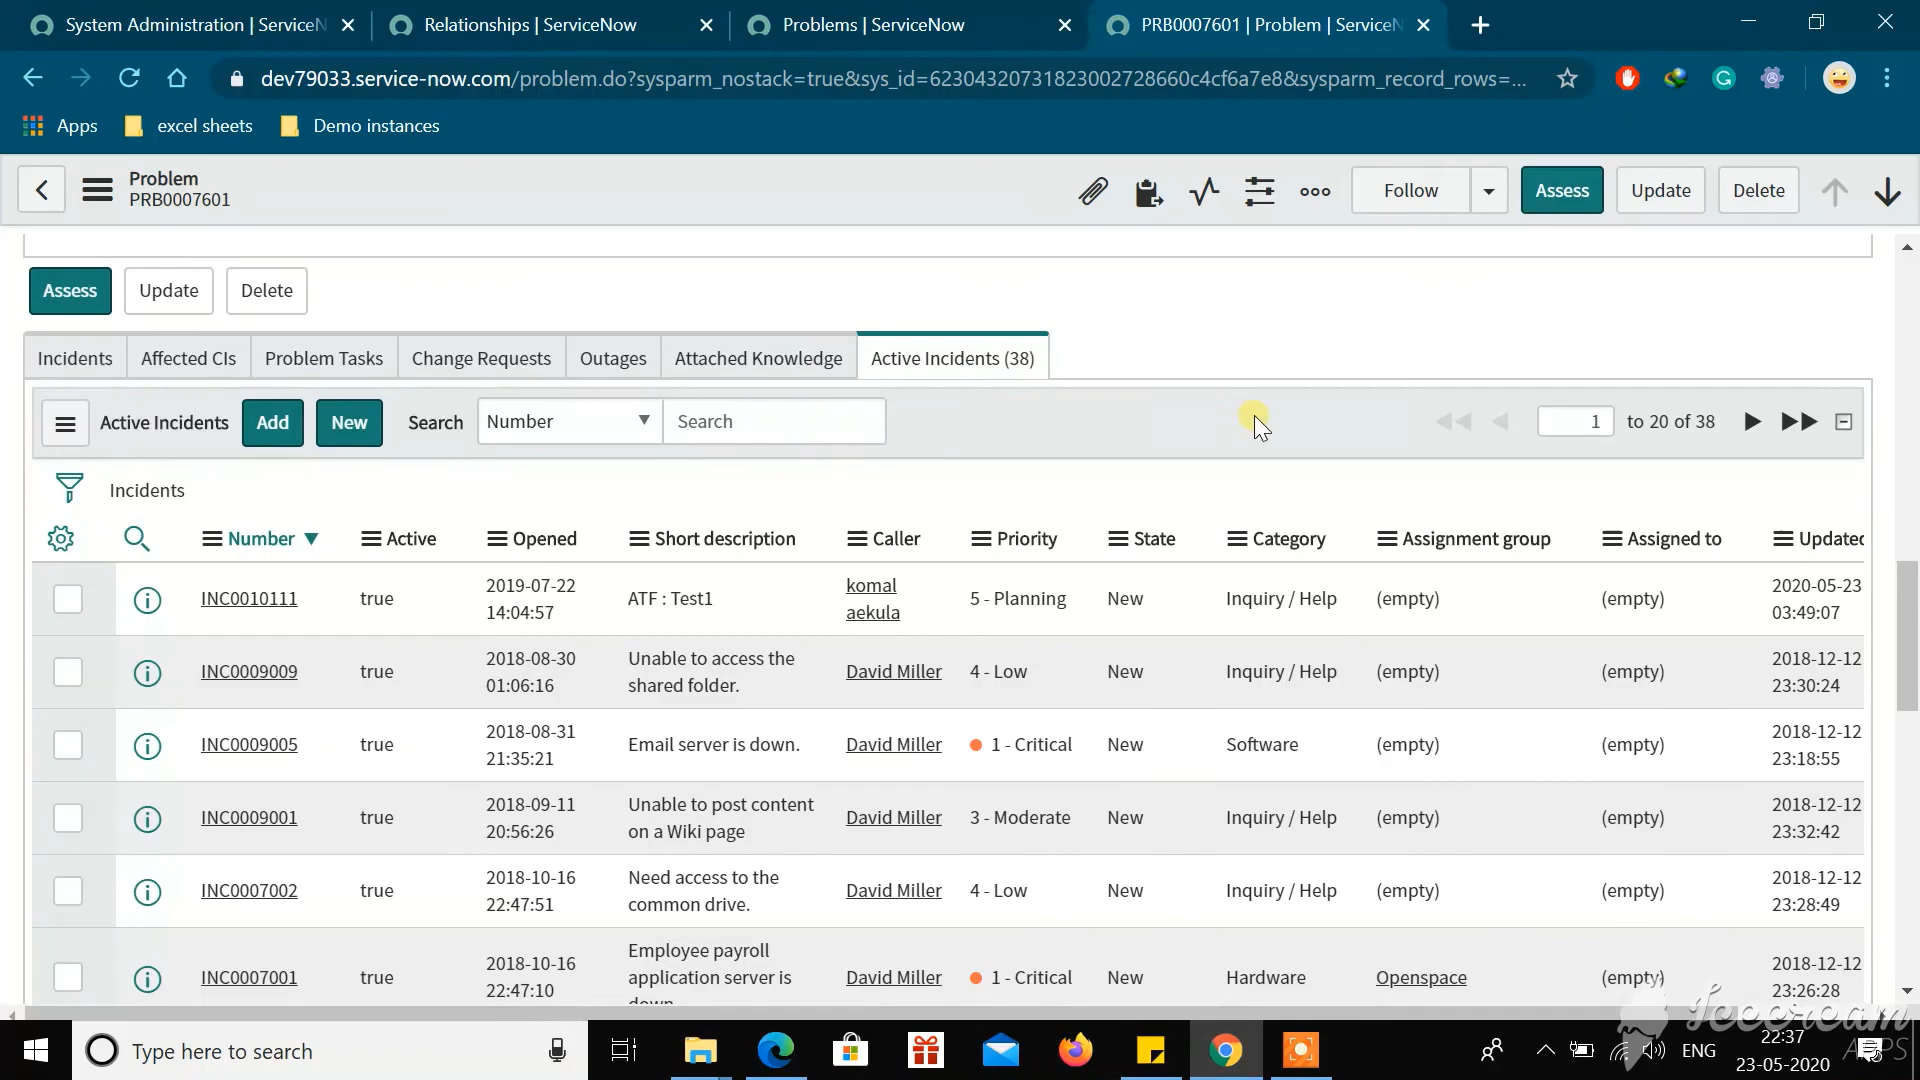 System Administration | ServiceN
Relationships | ServiceNow
Problems | ServiceNow
PRB0007601 | Problem | ServiceN
dev79033.service-now.com/problem.do?sysparm_nostack=true&sys_id=62304320731823002728660c4cf6a7e8&sysparm_record_rows=...
Apps
excel sheets
Demo instances
Problem
PRB0007601
Follow
Assess
Update
Delete
Assess
Update
Delete
Incidents
Affected CIs
Problem Tasks
Change Requests
Outages
Attached Knowledge
Active Incidents (38)
Active Incidents
Add
New
Search
Number
Search
1 to 20 of 38
Incidents
Number Active Opened Short description Caller Priority State Category Assignment group Assigned to Updated
INC0010111 true 2019-07-22 14:04:57 ATF : Test1 komal aekula 5 - Planning New Inquiry / Help (empty) (empty) 2020-05-23 03:49:07
INC0009009 true 2018-08-30 01:06:16 Unable to access the shared folder. David Miller 4 - Low New Inquiry / Help (empty) (empty) 2018-12-12 23:30:24
INC0009005 true 2018-08-31 21:35:21 Email server is down. David Miller 1 - Critical New Software (empty) (empty) 2018-12-12 23:18:55
INC0009001 true 2018-09-11 20:56:26 Unable to post content on a Wiki page David Miller 3 - Moderate New Inquiry / Help (empty) (empty) 2018-12-12 23:32:42
INC0007002 true 2018-10-16 22:47:51 Need access to the common drive. David Miller 4 - Low New Inquiry / Help (empty) (empty) 2018-12-12 23:28:49
INC0007001 true 2018-10-16 22:47:10 Employee payroll application server is down David Miller 1 - Critical New Hardware Openspace (empty) 2018-12-12 23:26:28
Icecream
APPS
Type here to search
ENG
22:37
23-05-2020